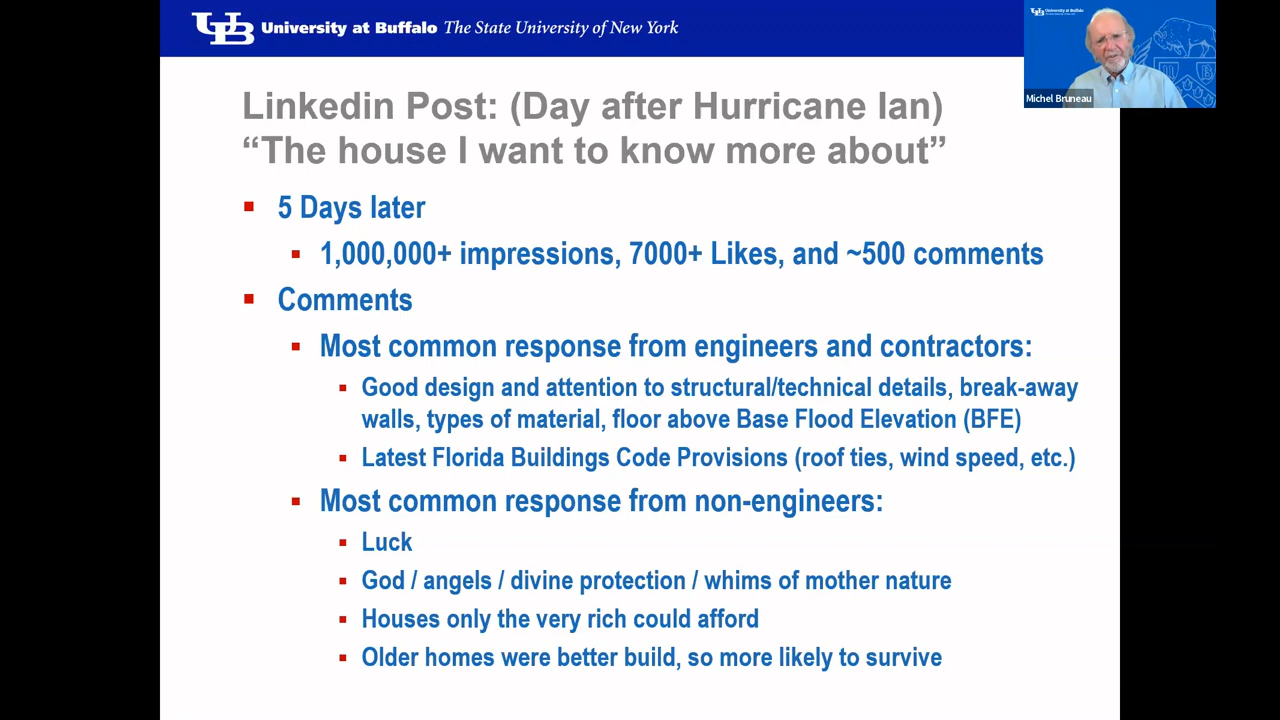 University at Buffalo The State University of New York
University at Buffalo
Michel Bruneau
Linkedin Post: (Day after Hurricane Ian)
“The house I want to know more about”
5 Days later
1,000,000+ impressions, 7000+ Likes, and ~500 comments
Comments
Most common response from engineers and contractors:
Good design and attention to structural/technical details, break-away
walls, types of material, floor above Base Flood Elevation (BFE)
Latest Florida Buildings Code Provisions (roof ties, wind speed, etc.)
Most common response from non-engineers:
Luck
God / angels / divine protection / whims of mother nature
Houses only the very rich could afford
Older homes were better build, so more likely to survive